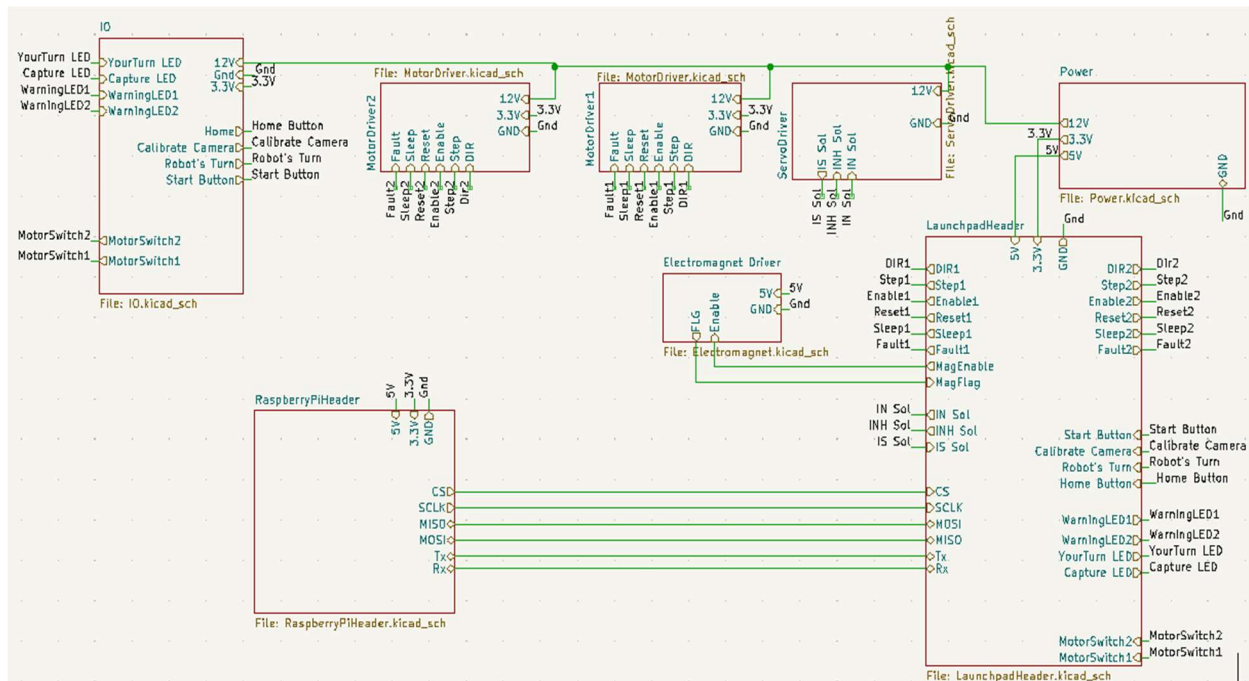 IO
YourTurn LED
YourTurn LED
12V
Capture LED
Capture LED
Gnd
Gnd
WarningLED1
WarningLED1
3.3V
3.3V
WarningLED2
WarningLED2
Home
Home Button
Calibrate Camera
Calibrate Camera
Robot's Turn
Robot's Turn
Start Button
Start Button
MotorSwitch2
MotorSwitch2
MotorSwitch1
MotorSwitch1
File: IO.kicad_sch
File: MotorDriver.kicad_sch
MotorDriver2
12V
3.3V
3.3V
GND
Gnd
Fault
Sleep
Reset
Enable
Step
DIR
Fault2
Sleep2
Reset2
Enable2
Step2
Dir2
File: MotorDriver.kicad_sch
MotorDriver1
12V
3.3V
3.3V
GND
Gnd
Fault
Sleep
Reset
Enable
Step
DIR
Fault1
Sleep1
Reset1
Enable1
Step1
DIR1
ServoDriver
12V
GND
Gnd
IS Sol
INH Sol
IN Sol
IS Sol
INH Sol
IN Sol
File: ServoDriver.kicad_sch
Power
12V
3.3V
3.3V
5V
5V
GND
Gnd
File: Power.kicad_sch
Electromagnet Driver
5V
5V
GND
Gnd
FLG
Enable
File: Electromagnet.kicad_sch
RaspberryPiHeader
5V
3.3V
Gnd
5V
3.3V
GND
CS
SCLK
MISO
MOSI
Tx
Rx
File: RaspberryPiHeader.kicad_sch
LaunchpadHeader
Gnd
5V
3.3V
GND
DIR1
DIR1
Step1
Step1
Enable1
Enable1
Reset1
Reset1
Sleep1
Sleep1
Fault1
Fault1
MagEnable
MagFlag
IN Sol
IN Sol
INH Sol
INH Sol
IS Sol
IS Sol
CS
SCLK
MOSI
MISO
Tx
Rx
DIR2
Dir2
Step2
Step2
Enable2
Enable2
Reset2
Reset2
Sleep2
Sleep2
Fault2
Fault2
Start Button
Start Button
Calibrate Camera
Calibrate Camera
Robot's Turn
Robot's Turn
Home Button
Home Button
WarningLED1
WarningLED1
WarningLED2
WarningLED2
YourTurn LED
YourTurn LED
Capture LED
Capture LED
MotorSwitch2
MotorSwitch2
MotorSwitch1
MotorSwitch1
File: LaunchpadHeader.kicad_sch